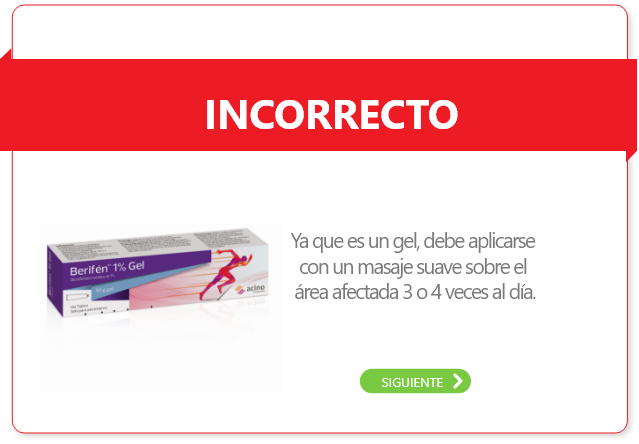 INCORRECTO
Berifén™ 1% Gel
acino
Ya que es un gel, debe aplicarse
con un masaje suave sobre el
área afectada 3 o 4 veces al día.
SIGUIENTE